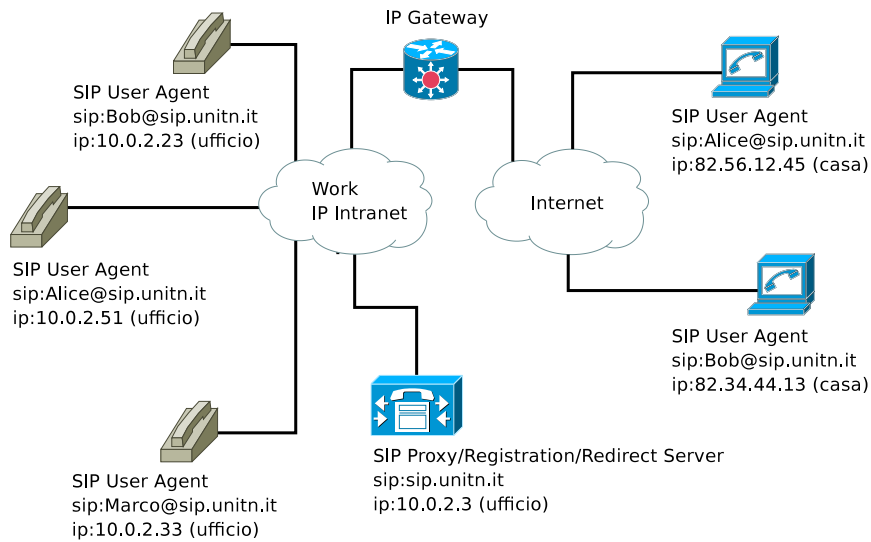 IP Gateway
SIP User Agent
sip:Bob@sip.unitn.it
ip:10.0.2.23 (ufficio)
SIP User Agent
sip:Alice@sip.unitn.it
ip:82.56.12.45 (casa)
Work
IP Intranet
Internet
SIP User Agent
sip:Alice@sip.unitn.it
ip:10.0.2.51 (ufficio)
SIP User Agent
sip:Bob@sip.unitn.it
ip:82.34.44.13 (casa)
SIP User Agent
sip:Marco@sip.unitn.it
ip:10.0.2.33 (ufficio)
SIP Proxy/Registration/Redirect Server
sip:sip.unitn.it
ip:10.0.2.3 (ufficio)